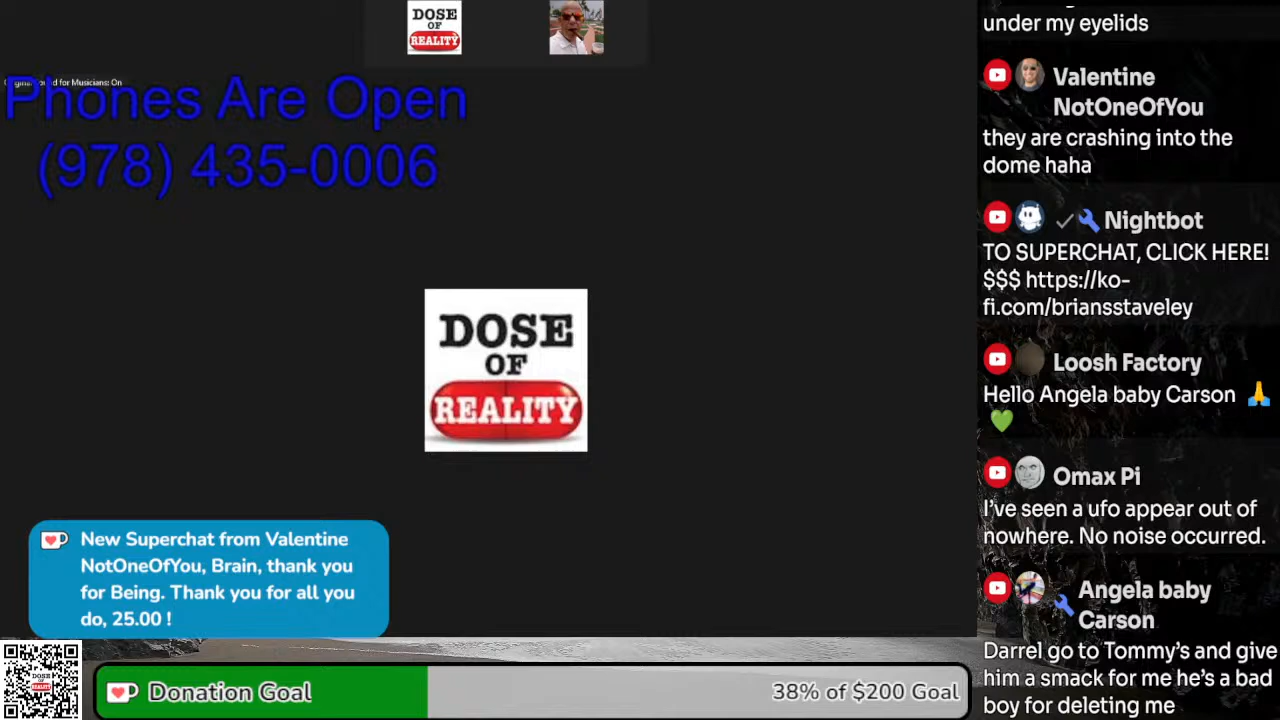 DOSE
OF
REALITY
Phones Are Open
(978) 435-0006
DOSE
OF
REALITY
New Superchat from Valentine
NotOneOfYou, Brain, thank you
for Being. Thank you for all you
do, 25.00 !
DOSE
OF
REALITY
Donation Goal
38% of $200 Goal
under my eyelids
Valentine
NotOneOfYou
they are crashing into the
dome haha
Nightbot
TO SUPERCHAT, CLICK HERE!
$$$ https://ko-
fi.com/briansstaveley
Loosh Factory
Hello Angela baby Carson 🙏
💚
Omax Pi
I've seen a ufo appear out of
nowhere. No noise occurred.
Angela baby
Carson
Darrel go to Tommy's and give
him a smack for me he's a bad
boy for deleting me